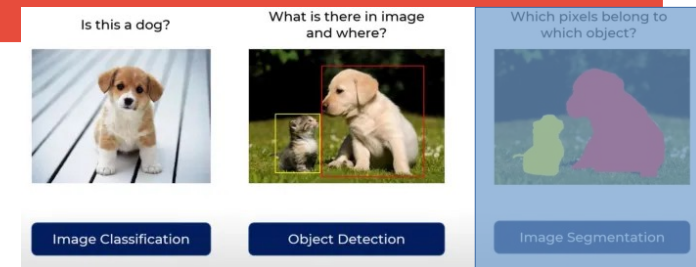 Is this a dog?
What is there in image
and where?
Which pixels belong to
which object?
Image Classification
Object Detection
Image Segmentation